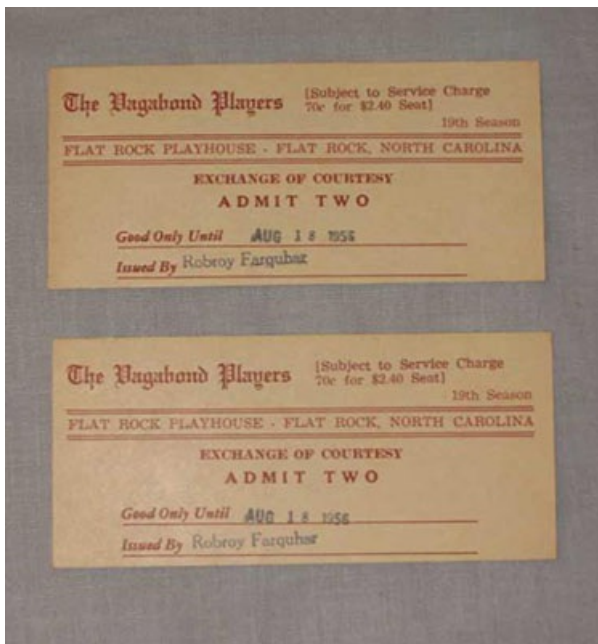 The Vagabond Players [Subject to Service Charge
70c for $2.40 Seat]
19th Season
FLAT ROCK PLAYHOUSE - FLAT ROCK, NORTH CAROLINA
EXCHANGE OF COURTESY
ADMIT TWO
Good Only Until AUG 18 1956
Issued By Robroy Farquhar
The Vagabond Players [Subject to Service Charge
70c for $2.40 Seat]
19th Season
FLAT ROCK PLAYHOUSE - FLAT ROCK, NORTH CAROLINA
EXCHANGE OF COURTESY
ADMIT TWO
Good Only Until AUG 18 1956
Issued By Robroy Farquhar